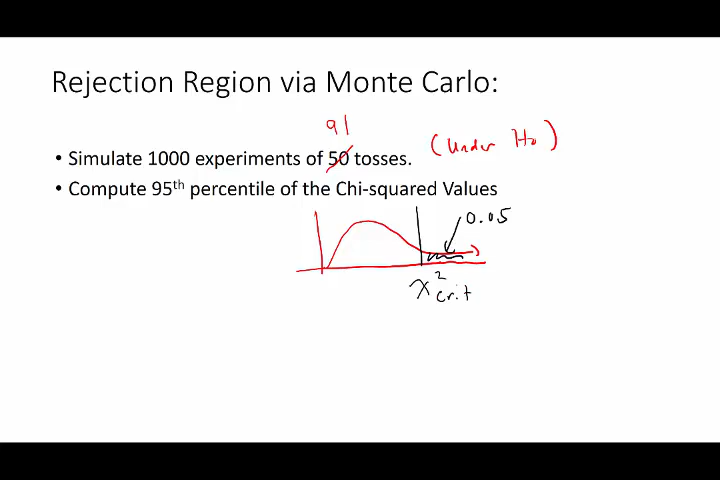 Rejection Region via Monte Carlo:
91
(Under Ho)
• Simulate 1000 experiments of 50 tosses.
• Compute 95th percentile of the Chi-squared Values
0.05
χ²crit